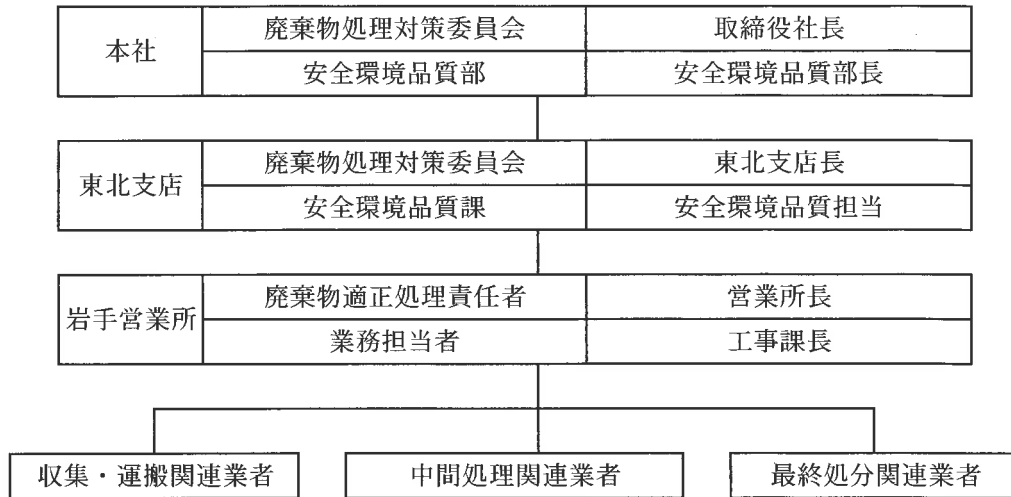 本社 廃棄物処理対策委員会 取締役社長
安全環境品質部 安全環境品質部長
東北支店 廃棄物処理対策委員会 東北支店長
安全環境品質課 安全環境品質担当
岩手営業所 廃棄物適正処理責任者 営業所長
業務担当者 工事課長
収集・運搬関連業者 中間処理関連業者 最終処分関連業者